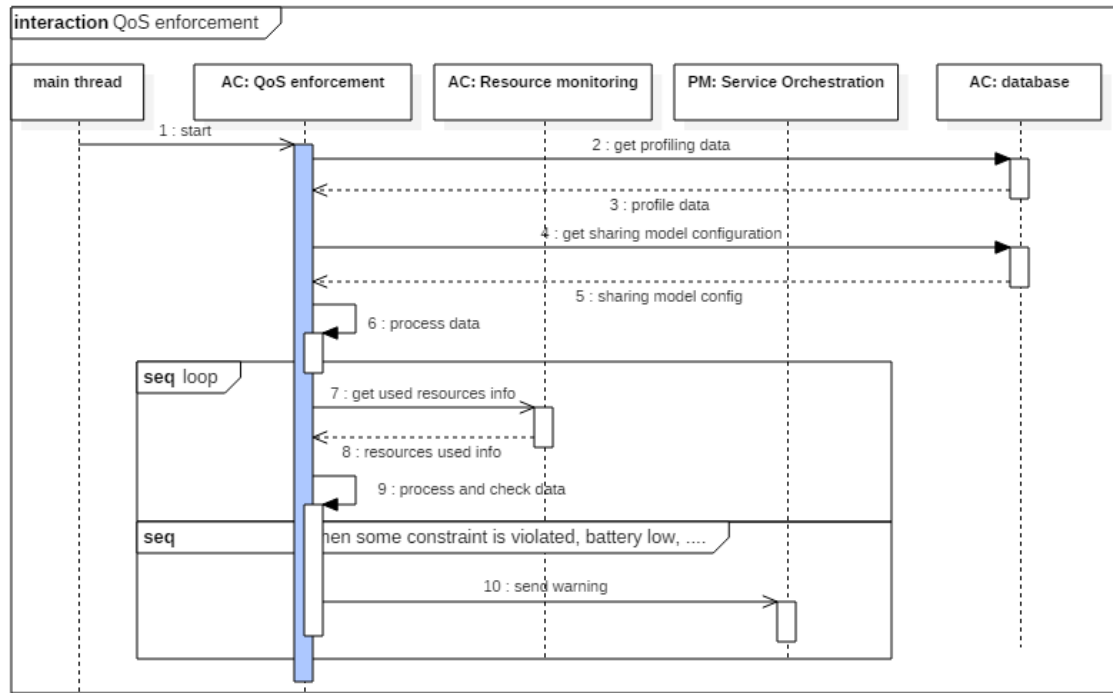 interaction QoS enforcement
main thread
AC: QoS enforcement
AC: Resource monitoring
PM: Service Orchestration
AC: database
1 : start
2 : get profiling data
3 : profile data
4 : get sharing model configuration
5 : sharing model config
6 : process data
seq loop
7 : get used resources info
8 : resources used info
9 : process and check data
seq some constraint is violated, battery low, ....
10 : send warning